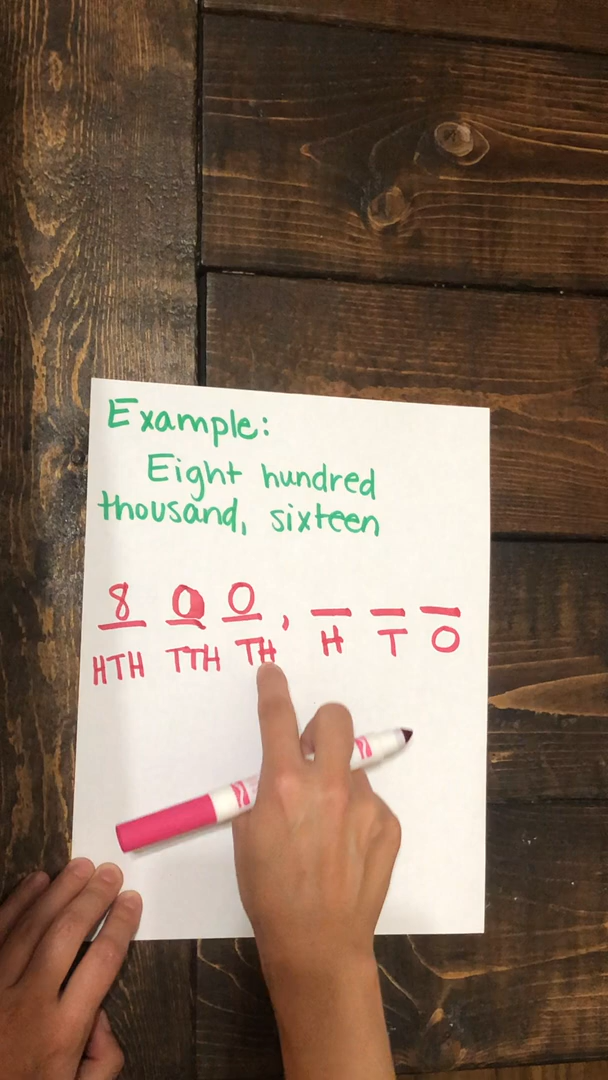 Example:
Eight hundred
thousand, sixteen
8 0 0, _ _ _
HTH TTH TH H T O